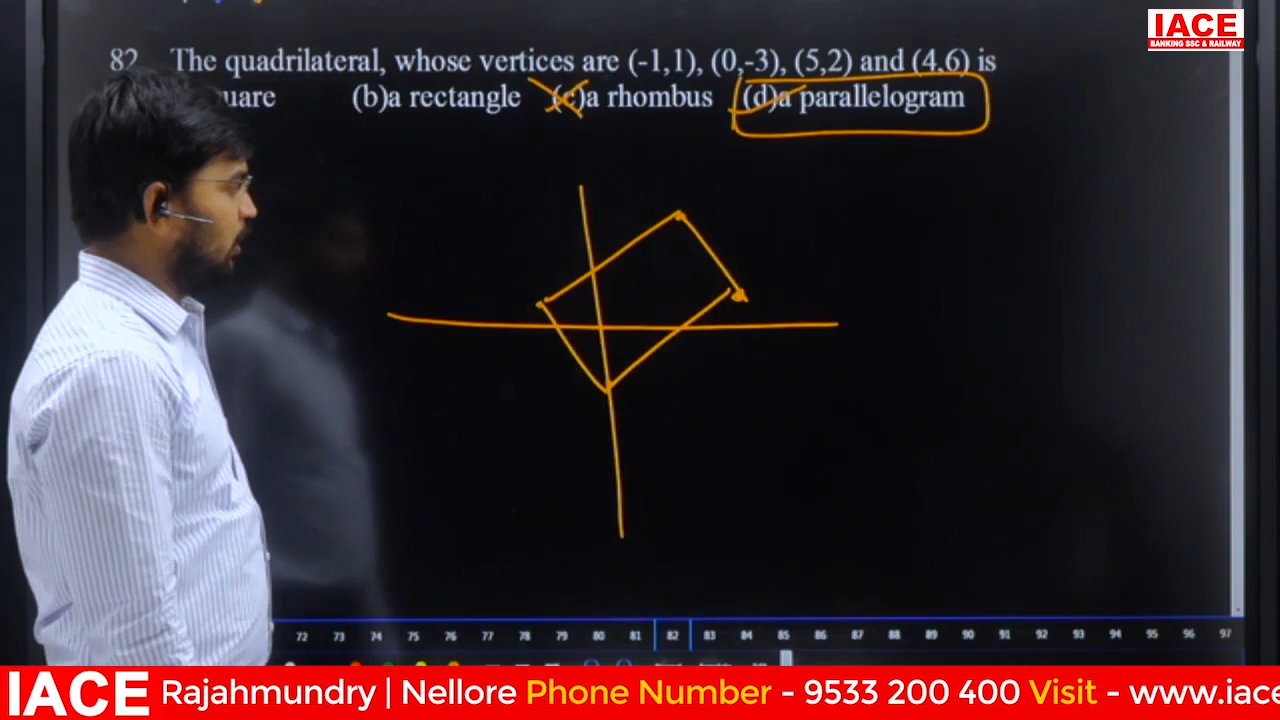 IACE
BANKING SSC & RAILWAY
82 The quadrilateral, whose vertices are (-1,1), (0,-3), (5,2) and (4,6) is
uare (b)a rectangle (c)a rhombus (d)a parallelogram
72 73 74 75 76 77 78 79 80 81 82 83 84 85 86 87 88 89 90 91 92 93 94 95 96 97
IACE Rajahmundry | Nellore Phone Number - 9533 200 400 Visit - www.iace